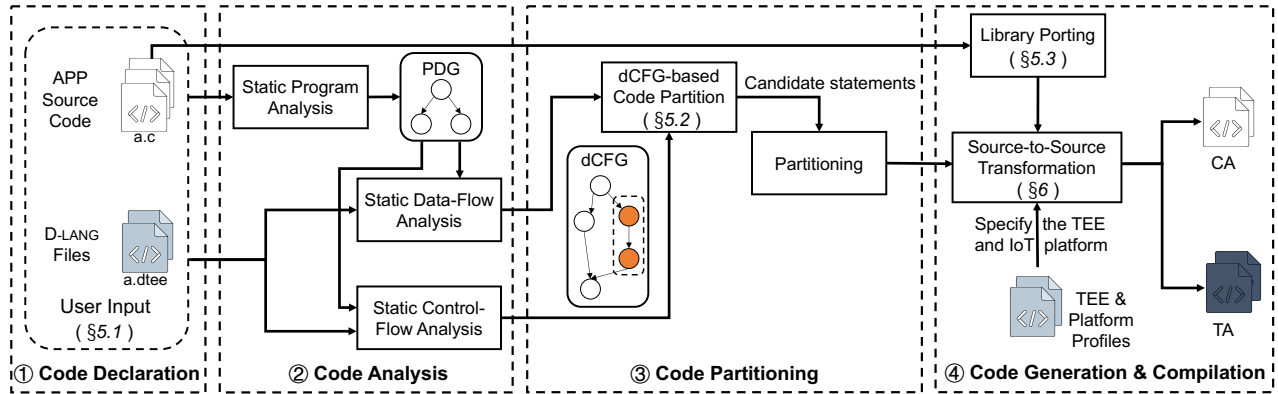 APP
Source
Code
</>
a.c
D-LANG
Files
</>
a.dtee
User Input
( §5.1 )
① Code Declaration
Static Program
Analysis
PDG
Static Data-Flow
Analysis
Static Control-
Flow Analysis
② Code Analysis
dCFG-based
Code Partition
( §5.2 )
Candidate statements
dCFG
Partitioning
③ Code Partitioning
Library Porting
( §5.3 )
Source-to-Source
Transformation
( §6 )
Specify the TEE
and IoT platform
</>
TEE &
Platform
Profiles
</>
CA
</>
TA
④ Code Generation & Compilation